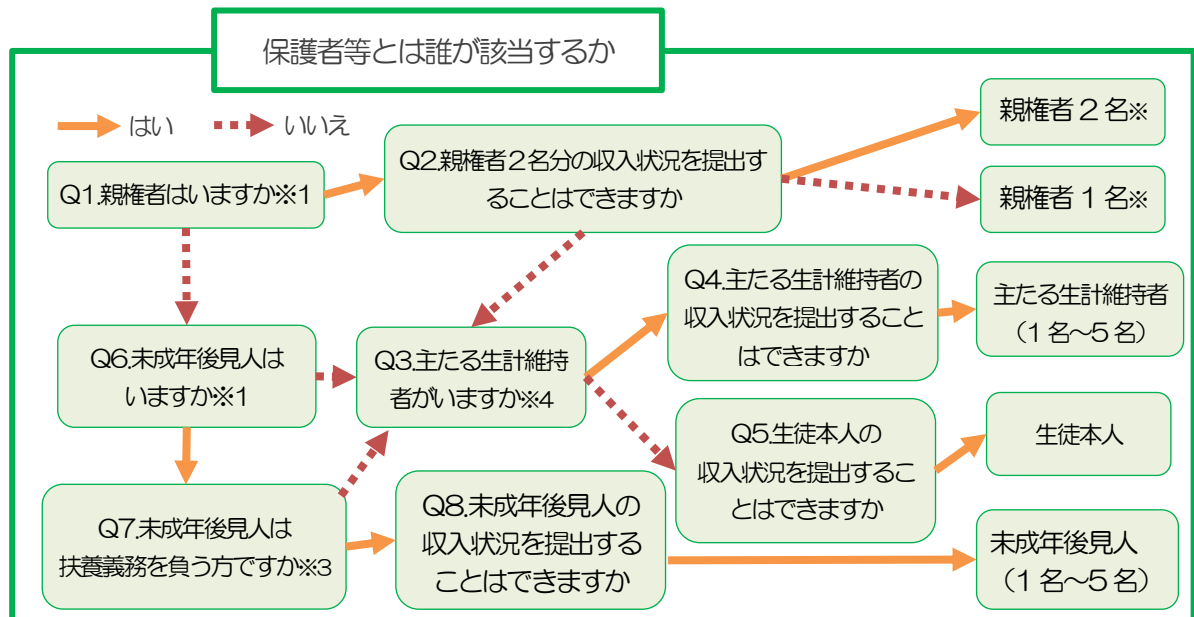 保護者等とは誰が該当するか
はい
いいえ
Q1.親権者はいますか※1
Q2.親権者２名分の収入状況を提出す
ることはできますか
親権者２名※
親権者１名※
Q6.未成年後見人は
いますか※1
Q3.主たる生計維持
者がいますか※4
Q4.主たる生計維持者の
収入状況を提出すること
はできますか
主たる生計維持者
（1名～5名）
Q5.生徒本人の
収入状況を提出するこ
とはできますか
生徒本人
Q7.未成年後見人は
扶養義務を負う方ですか※3
Q8.未成年後見人の
収入状況を提出する
ことはできますか
未成年後見人
（1名～5名）